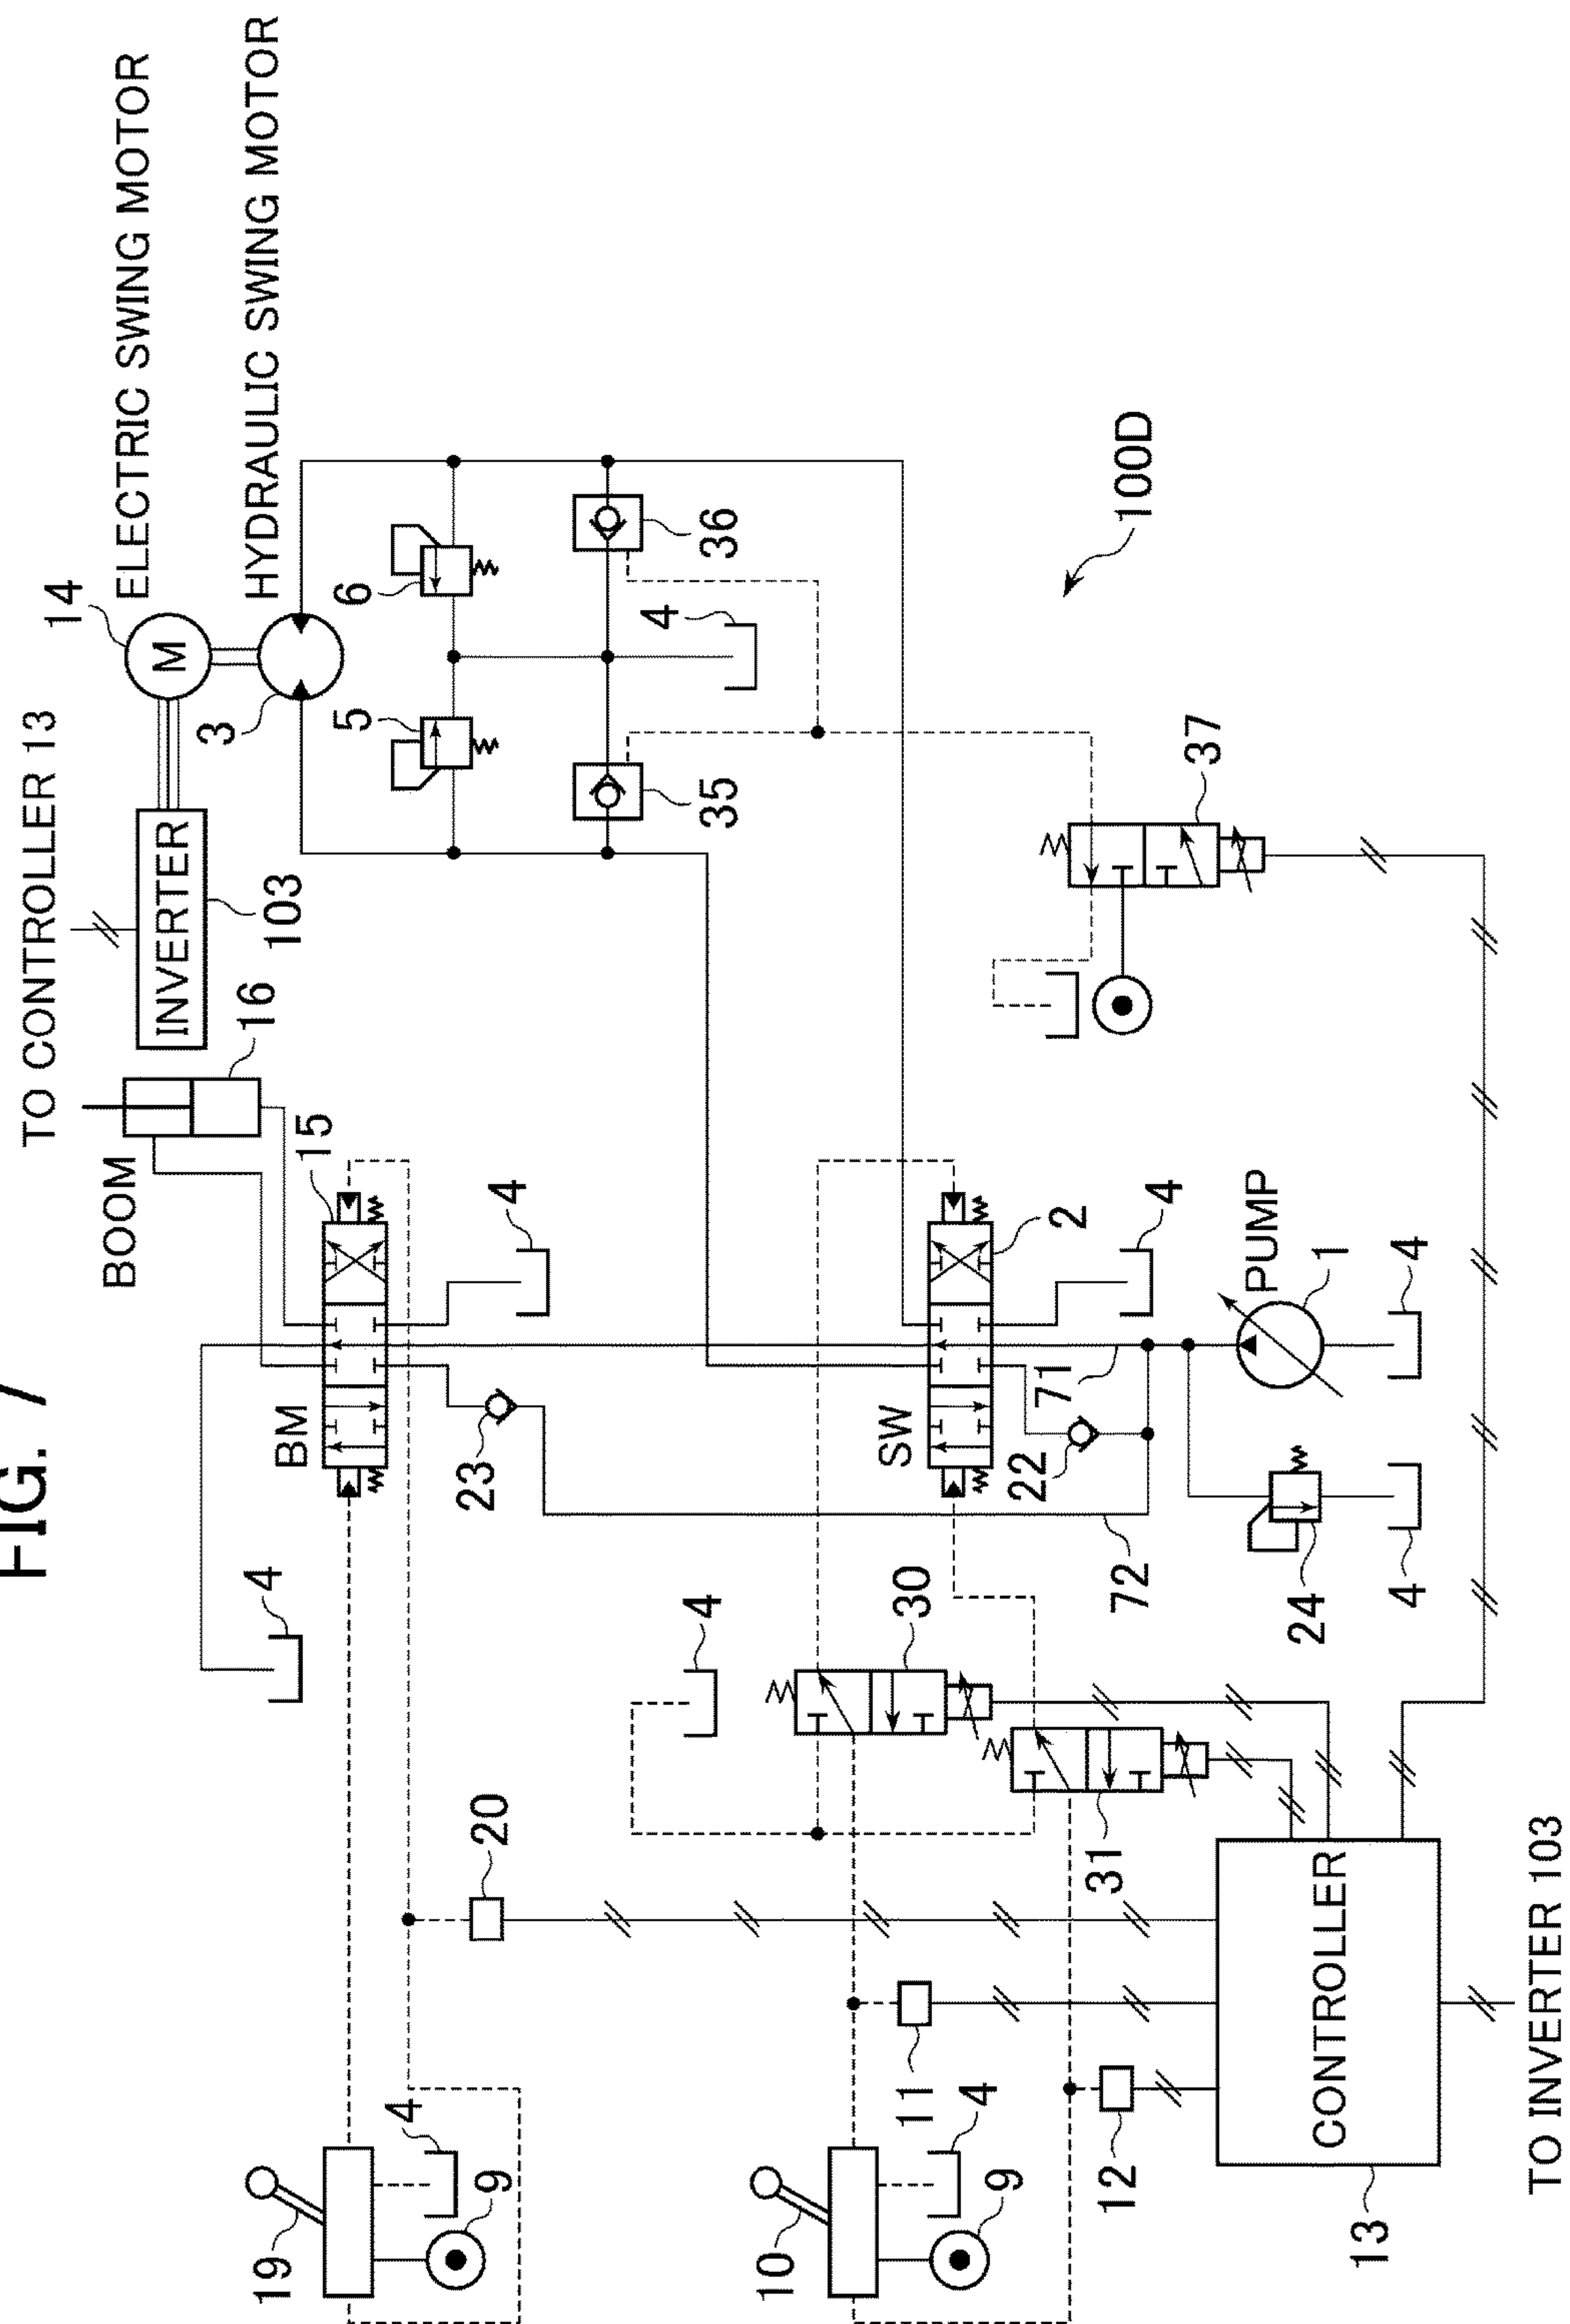 FIG. 7
TO CONTROLLER 13
14
ELECTRIC SWING MOTOR
M
INVERTER
103
3
HYDRAULIC SWING MOTOR
BOOM
16
15
BM
4
4
23
5
6
35
36
4
19
4
9
20
4
30
SW
2
4
71
22
72
PUMP
1
4
24
4
37
100D
10
11
4
9
12
31
CONTROLLER
13
TO INVERTER 103